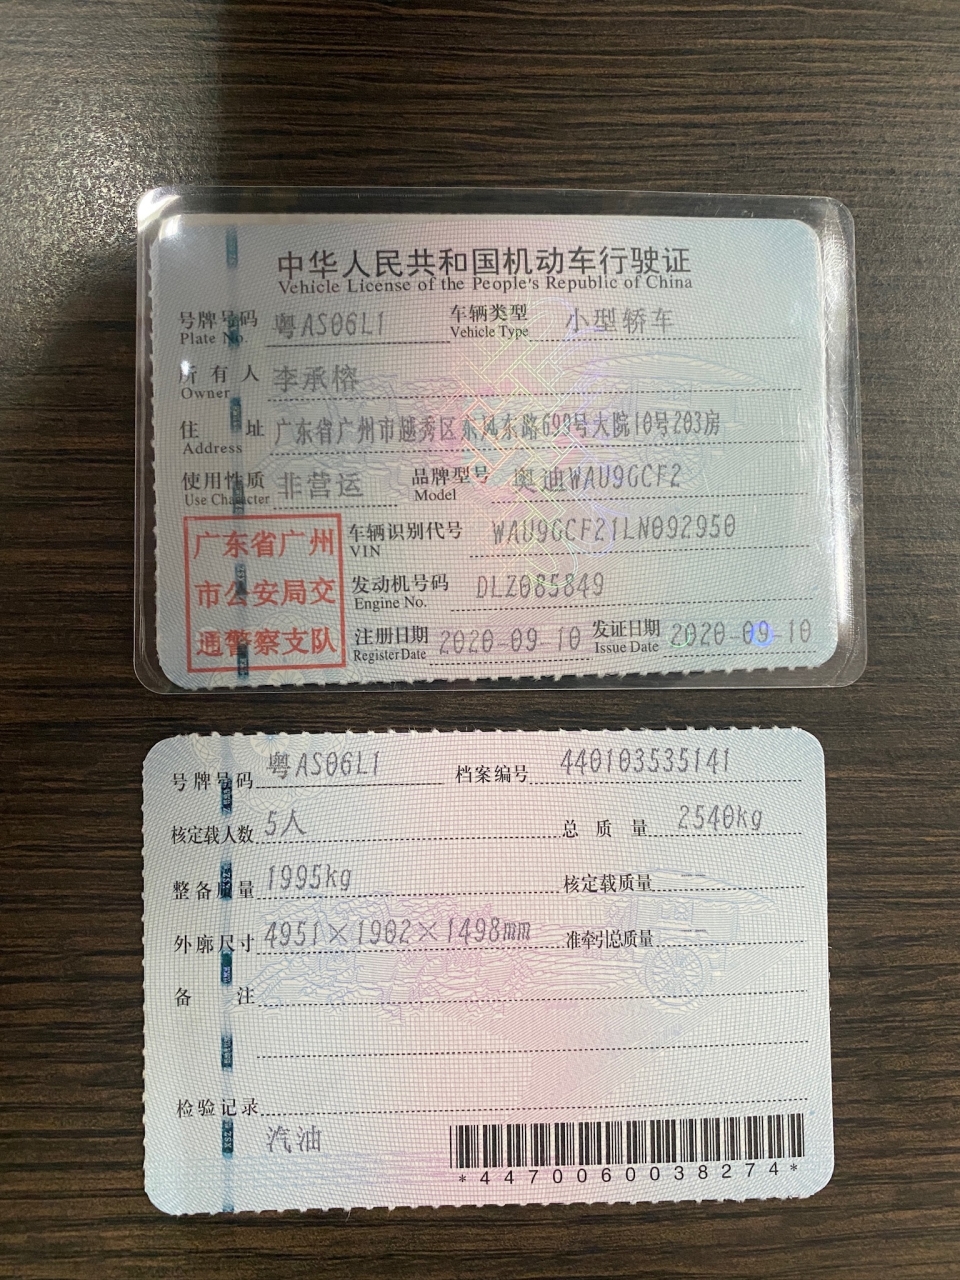 中华人民共和国机动车行驶证
Vehicle License of the People's Republic of China
号牌号码 粤AS06L1 车辆类型 小型轿车
Plate No. Vehicle Type
所有人 李承榕
Owner
住址 广东省广州市越秀区东风东路699号大院10号203房
Address
使用性质 非营运 品牌型号 奥迪WAU9GCF2
Use Character Model
广东省广州
市公安局交
通警察支队
车辆识别代号 WAU9GCF21LN092950
VIN
发动机号码 DLZ085849
Engine No.
注册日期 2020-09-10 发证日期 2020-09-10
Register Date Issue Date
号牌号码 粤AS06L1 档案编号 440103535141
核定载人数 5人 总质量 2540kg
整备质量 1995kg 核定载质量 --
外廓尺寸 4951×1902×1498mm 准牵引总质量 --
备注
检验记录
汽油
*4470060038274*